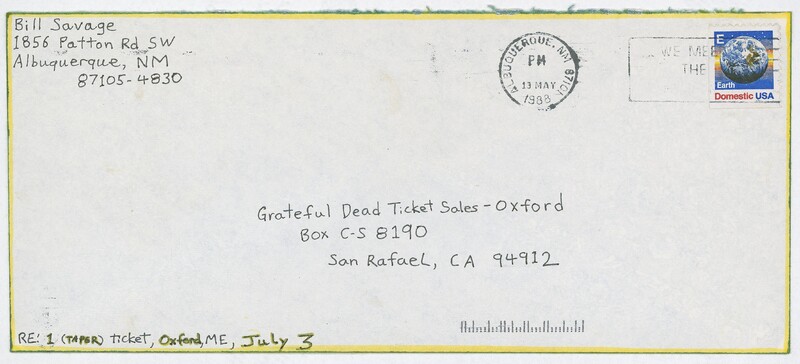 Bill Savage
1856 Patton Rd SW
Albuquerque, NM
87105-4830
ALBUQUERQUE, NM 87101
PM
13 MAY
1988
WE MEE
THE
E
Earth
Domestic USA
Grateful Dead Ticket Sales - Oxford
Box C-S 8190
San Rafael, CA 94912
RE: 1 (TAPER) ticket, Oxford, ME, July 3